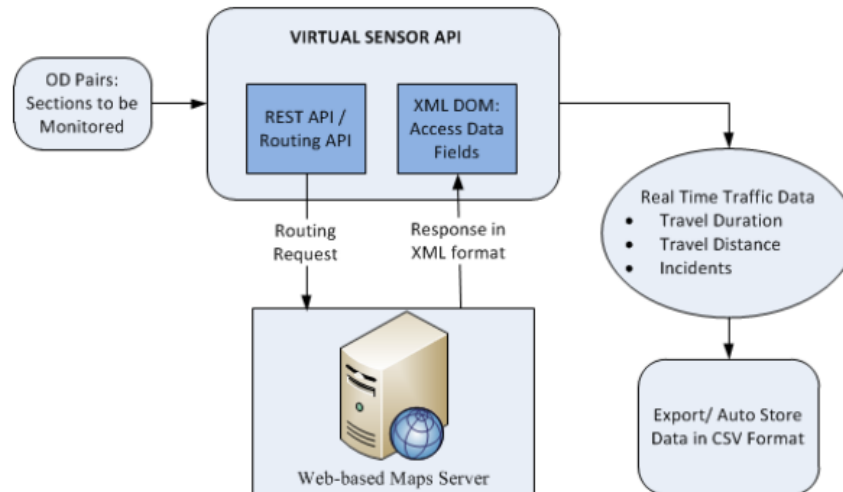 VIRTUAL SENSOR API
OD Pairs:
Sections to be
Monitored
REST API /
Routing API
XML DOM:
Access Data
Fields
Routing
Request
Response in
XML format
Real Time Traffic Data
• Travel Duration
• Travel Distance
• Incidents
Web-based Maps Server
Export/ Auto Store
Data in CSV Format